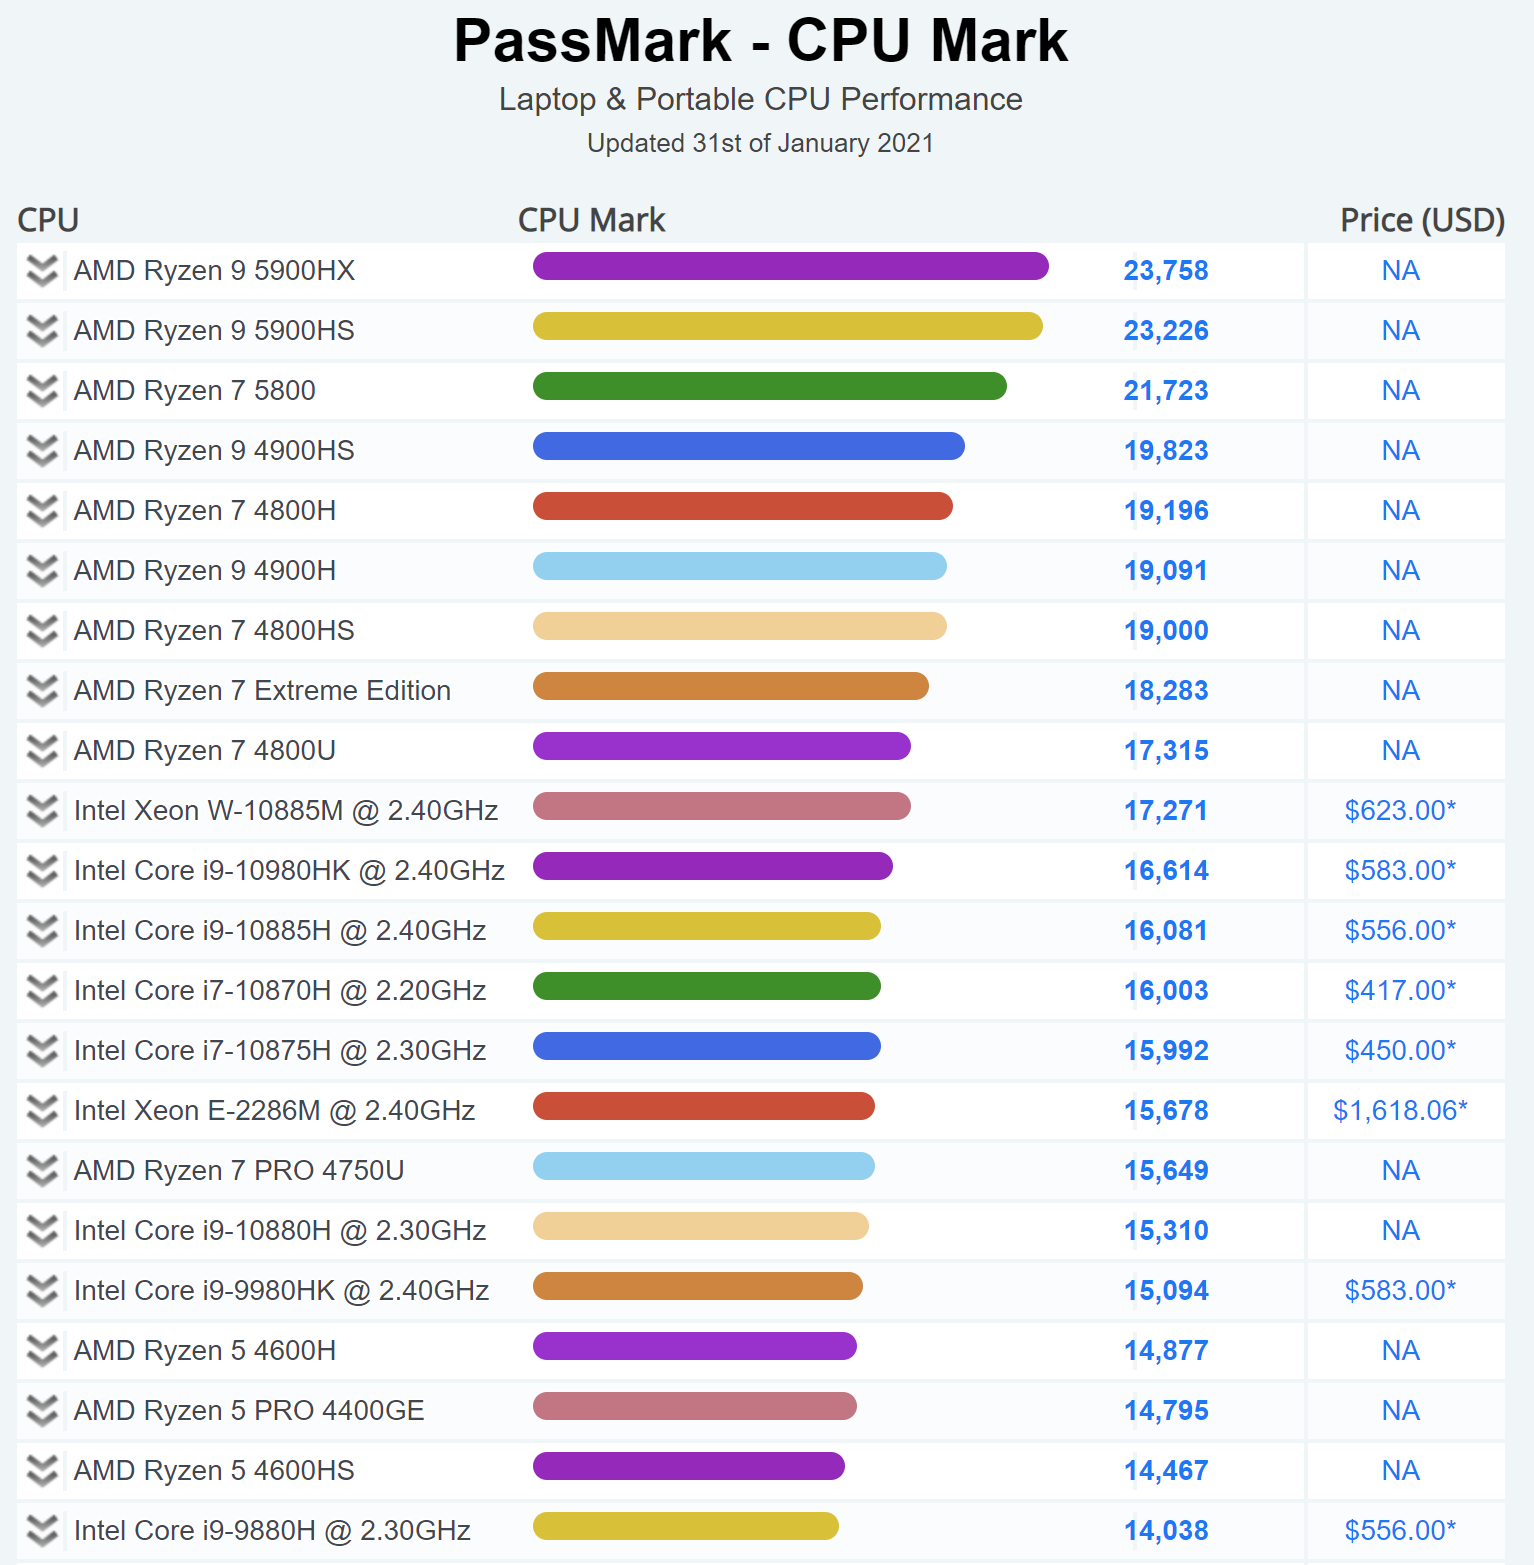 PassMark - CPU Mark
Laptop & Portable CPU Performance
Updated 31st of January 2021
CPU CPU Mark Price (USD)
AMD Ryzen 9 5900HX 23,758 NA
AMD Ryzen 9 5900HS 23,226 NA
AMD Ryzen 7 5800 21,723 NA
AMD Ryzen 9 4900HS 19,823 NA
AMD Ryzen 7 4800H 19,196 NA
AMD Ryzen 9 4900H 19,091 NA
AMD Ryzen 7 4800HS 19,000 NA
AMD Ryzen 7 Extreme Edition 18,283 NA
AMD Ryzen 7 4800U 17,315 NA
Intel Xeon W-10885M @ 2.40GHz 17,271 $623.00*
Intel Core i9-10980HK @ 2.40GHz 16,614 $583.00*
Intel Core i9-10885H @ 2.40GHz 16,081 $556.00*
Intel Core i7-10870H @ 2.20GHz 16,003 $417.00*
Intel Core i7-10875H @ 2.30GHz 15,992 $450.00*
Intel Xeon E-2286M @ 2.40GHz 15,678 $1,618.06*
AMD Ryzen 7 PRO 4750U 15,649 NA
Intel Core i9-10880H @ 2.30GHz 15,310 NA
Intel Core i9-9980HK @ 2.40GHz 15,094 $583.00*
AMD Ryzen 5 4600H 14,877 NA
AMD Ryzen 5 PRO 4400GE 14,795 NA
AMD Ryzen 5 4600HS 14,467 NA
Intel Core i9-9880H @ 2.30GHz 14,038 $556.00*